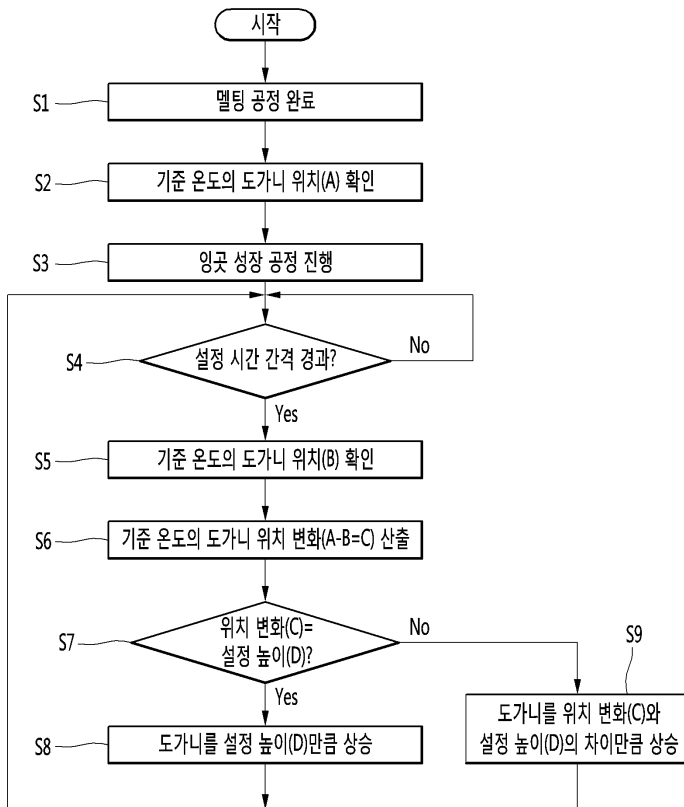 시작
S1
멜팅 공정 완료
S2
기준 온도의 도가니 위치(A) 확인
S3
잉곳 성장 공정 진행
S4
설정 시간 간격 경과?
No
Yes
S5
기준 온도의 도가니 위치(B) 확인
S6
기준 온도의 도가니 위치 변화(A-B=C) 산출
S7
위치 변화(C)=
설정 높이(D)?
No
Yes
S8
도가니를 설정 높이(D)만큼 상승
S9
도가니를 위치 변화(C)와
설정 높이(D)의 차이만큼 상승